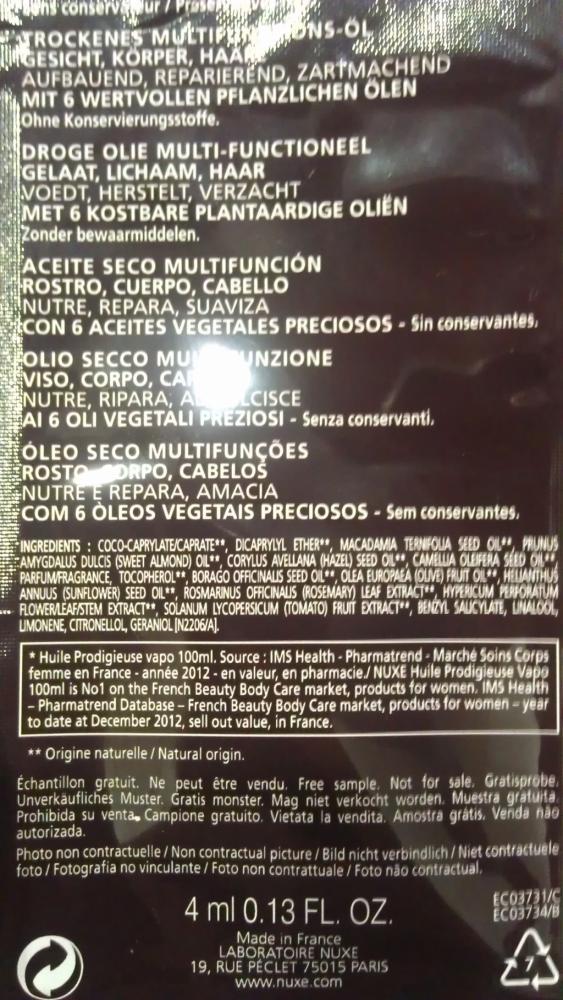 sans conservateur /
TROCKENES MULTIFUNKTIONS-ÖL
GESICHT, KÖRPER, HAAR
AUFBAUEND, REPARIEREND, ZARTMACHEND
MIT 6 WERTVOLLEN PFLANZLICHEN ÖLEN
Ohne Konservierungsstoffe.
DROGE OLIE MULTI-FUNCTIONEEL
GELAAT, LICHAAM, HAAR
VOEDT, HERSTELT, VERZACHT
MET 6 KOSTBARE PLANTAARDIGE OLIËN
Zonder bewaarmiddelen.
ACEITE SECO MULTIFUNCIÓN
ROSTRO, CUERPO, CABELLO
NUTRE, REPARA, SUAVIZA
CON 6 ACEITES VEGETALES PRECIOSOS - Sin conservantes.
OLIO SECCO MULTIFUNZIONE
VISO, CORPO,
NUTRE, RIPARA, ADDOLCISCE
AI 6 OLI VEGETALI PREZIOSI - Senza conservanti.
ÓLEO SECO MULTIFUNÇÕES
ROSTO, CORPO, CABELOS
NUTRE E REPARA, AMACIA
COM 6 ÒLEOS VEGETAIS PRECIOSOS - Sem conservantes.
INGREDIENTS : COCO-CAPRYLATE/CAPRATE**, DICAPRYLYL ETHER**, MACADAMIA TERNIFOLIA SEED OIL**, PRUNUS
AMYGDALUS DULCIS (SWEET ALMOND) OIL**, CORYLUS AVELLANA (HAZEL) SEED OIL**, CAMELLIA OLEIFERA SEED OIL**,
PARFUM/FRAGRANCE, TOCOPHEROL**, BORAGO OFFICINALIS SEED OIL**, OLEA EUROPAEA (OLIVE) FRUIT OIL**, HELIANTHUS
ANNUUS (SUNFLOWER) SEED OIL**, ROSMARINUS OFFICINALIS (ROSEMARY) LEAF EXTRACT**, HYPERICUM PERFORATUM
FLOWER/LEAF/STEM EXTRACT**, SOLANUM LYCOPERSICUM (TOMATO) FRUIT EXTRACT**, BENZYL SALICYLATE, LINALOOL,
LIMONENE, CITRONELLOL, GERANIOL [N2206/A].
* Huile Prodigieuse vapo 100ml. Source : IMS Health - Pharmatrend - Marché Soins Corps
femme en France - année 2012 - en valeur, en pharmacie./ NUXE Huile Prodigieuse Vapo
100ml is No1 on the French Beauty Body Care market, products for women. IMS Health
– Pharmatrend Database – French Beauty Body Care market, products for women – year
to date at December 2012, sell out value, in France.
** Origine naturelle / Natural origin.
Échantillon gratuit. Ne peut être vendu. Free sample. Not for sale. Gratisprobe.
Unverkäufliches Muster. Gratis monster. Mag niet verkocht worden. Muestra gratuita.
Prohibida su venta. Campione gratuito. Vietata la vendita. Amostra grátis. Venda não
autorizada.
Photo non contractuelle / Non contractual picture / Bild nicht verbindlich / Niet contractuele
foto / Fotografia no vinculante / Foto non contrattuale / Foto não contractual.
4 ml 0.13 FL. OZ.
EC03731/C
EC03734/B
Made in France
LABORATOIRE NUXE
19, RUE PÉCLET 75015 PARIS
www.nuxe.com
7